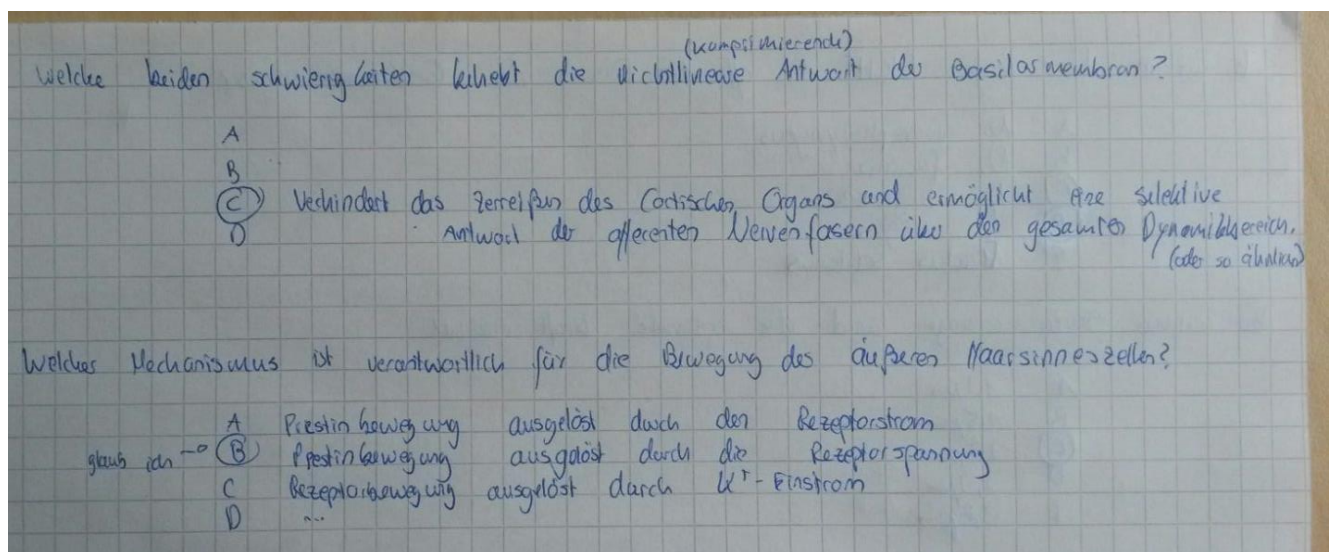 (komprimierende)
Welche beiden schwierigkeiten behebt die nichtlineare Antwort der Basilarmembran?
A
B
C Verhindert das Zerreißen des Cortischen Organs und ermöglicht eine selektive
D Antwort der afferenten Nervenfasern über den gesamten Dynamikbereich.
(oder so ähnlich)
Welcher Mechanismus ist verantwortlich für die Bewegung des äußeren Haarsinneszellen?
A Prestinbewegung ausgelöst durch den Rezeptorstrom
glaub ich → B Prestinbewegung ausgelöst durch die Rezeptorspannung
C Rezeptorbewegung ausgelöst durch K⁺-Einstrom
D ...